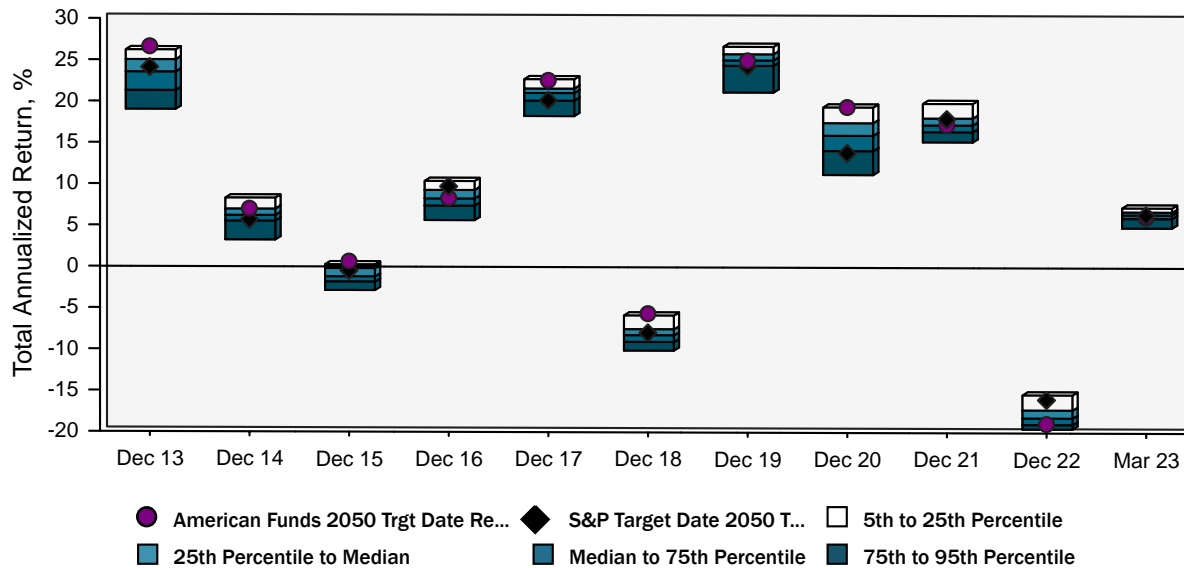 Total Annualized Return, %
30
25
20
15
10
5
0
-5
-10
-15
-20
Dec 13 Dec 14 Dec 15 Dec 16 Dec 17 Dec 18 Dec 19 Dec 20 Dec 21 Dec 22 Mar 23
American Funds 2050 Trgt Date Re... S&P Target Date 2050 T... 5th to 25th Percentile
25th Percentile to Median Median to 75th Percentile 75th to 95th Percentile